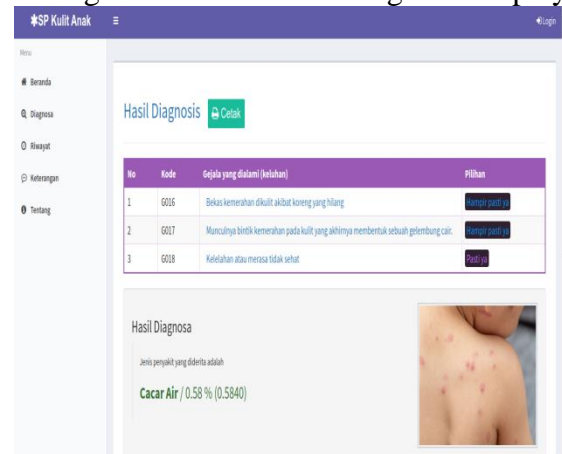 SP Kulit Anak
Login
Menu
Beranda
Diagnosa
Riwayat
Keterangan
Tentang
Hasil Diagnosis Cetak
No Kode Gejala yang dialami (keluhan) Pilihan
1 G016 Bekas kemerahan dikulit akibat koreng yang hilang Hampir pasti ya
2 G017 Munculnya bintik kemerahan pada kulit yang akhirnya membentuk sebuah gelembung cair. Hampir pasti ya
3 G018 Kelelahan atau merasa tidak sehat Pasti ya
Hasil Diagnosa
Jenis penyakit yang diderita adalah
Cacar Air / 0.58 % (0.5840)